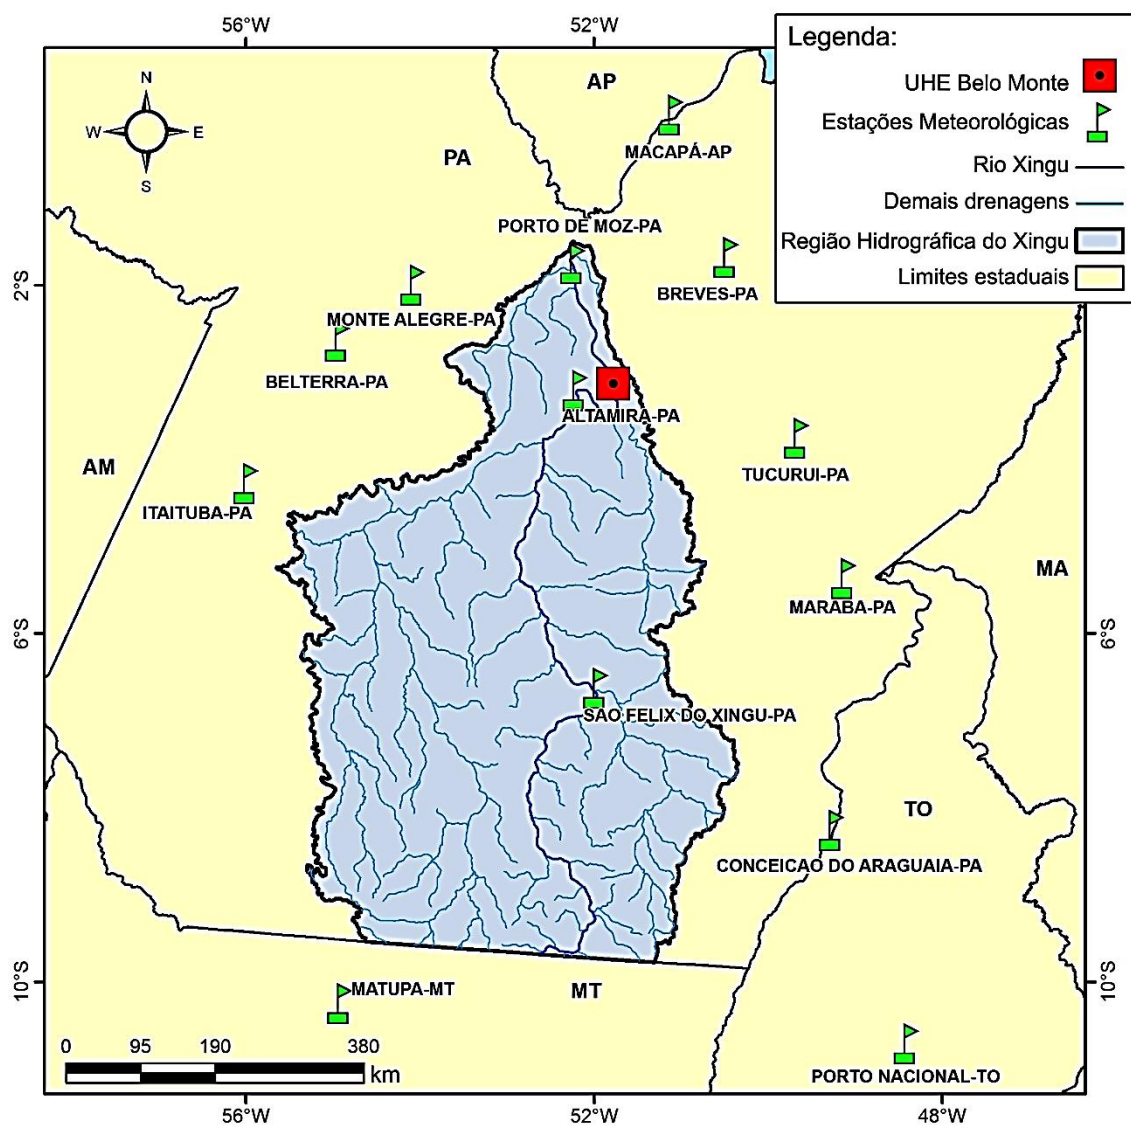 56°W
52°W
Legenda:
UHE Belo Monte
Estações Meteorológicas
Rio Xingu
Demais drenagens
Região Hidrográfica do Xingu
Limites estaduais
N
W
E
S
AP
MACAPÁ-AP
PA
PORTO DE MOZ-PA
2°S
BREVES-PA
MONTE ALEGRE-PA
BELTERRA-PA
ALTAMIRA-PA
AM
TUCURUI-PA
ITAITUBA-PA
MA
MARABA-PA
6°S
6°S
SAO FELIX DO XINGU-PA
TO
CONCEICAO DO ARAGUAIA-PA
10°S
10°S
MATUPA-MT
MT
0
95
190
380
km
PORTO NACIONAL-TO
56°W
52°W
48°W